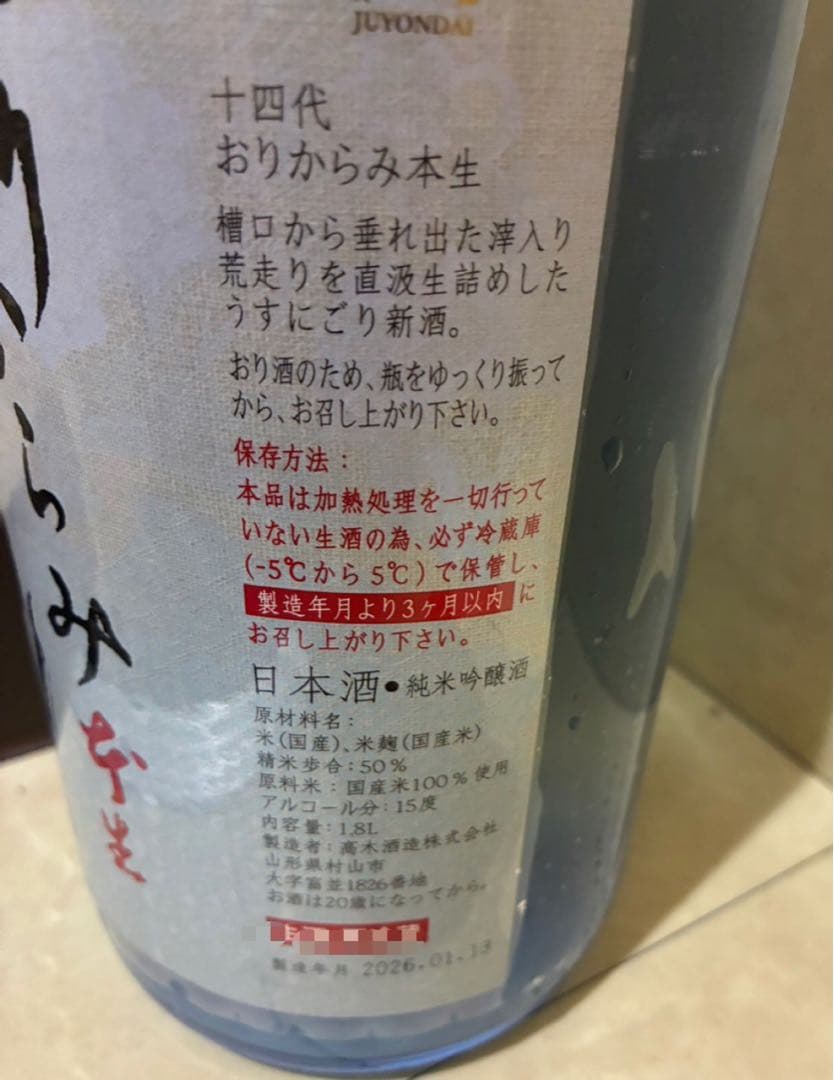 JUYONDAI
十四代
おりからみ本生
槽口から垂れ出た滓入り
荒走りを直汲生詰めした
うすにごり新酒。
おり酒のため、瓶をゆっくり振って
から、お召し上がり下さい。
保存方法：
本品は加熱処理を一切行って
いない生酒の為、必ず冷蔵庫
(-5℃から5℃)で保管し、
製造年月より3ヶ月以内に
お召し上がり下さい。
日本酒•純米吟醸酒
原材料名：
米(国産)、米麹(国産米)
精米歩合：50%
原料米：国産米100%使用
アルコール分：15度
内容量：1.8L
製造者：高木酒造株式会社
山形県村山市
大字富並1826番地
お酒は20歳になってから。
製造年月 2026.01.13
らみ
本生